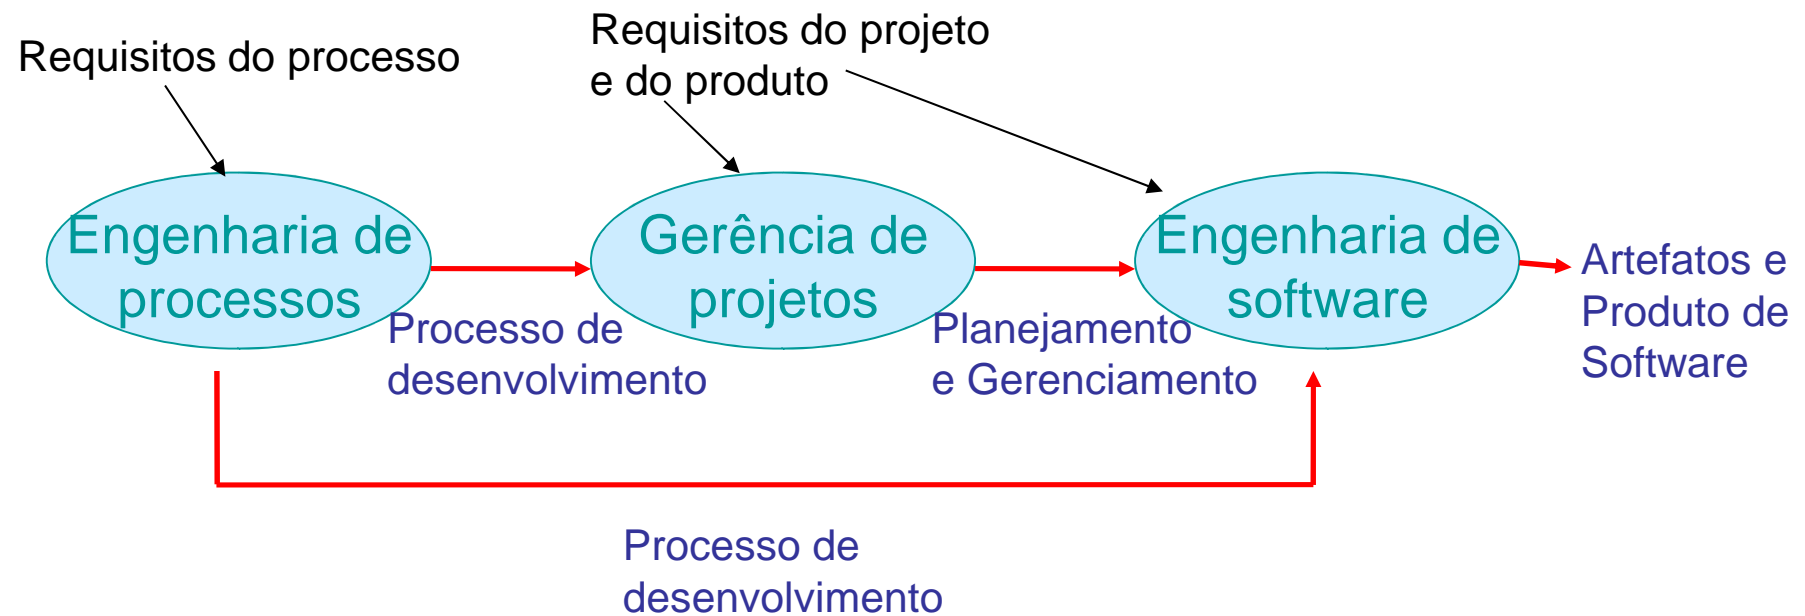 Requisitos do processo
Requisitos do projeto
e do produto
Engenharia de
processos
Gerência de
projetos
Engenharia de
software
Artefatos e
Produto de
Software
Processo de
desenvolvimento
Planejamento
e Gerenciamento
Processo de
desenvolvimento